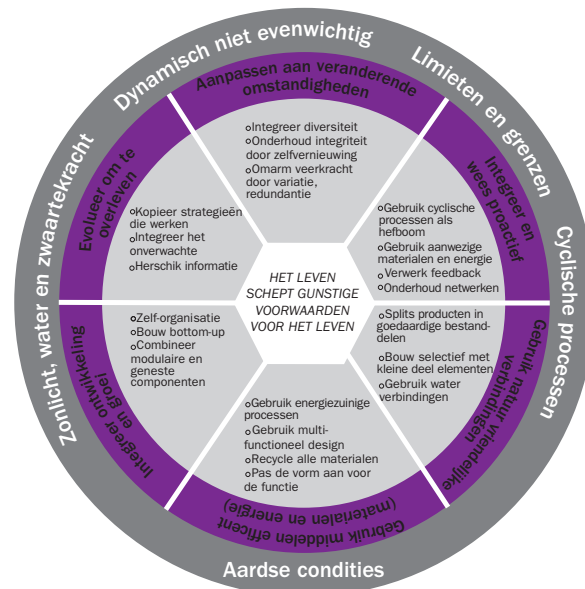 Dynamisch niet evenwichtig
Limieten en grenzen
Cyclische processen
Aardse condities
Zonlicht, water en zwaartekracht
Aanpassen aan veranderende
omstandigheden
Integreer diversiteit
Onderhoud integriteit
door zelfvernieuwing
Omarm veerkracht
door variatie,
redundantie
Integreer en
wees proactief
Gebruik cyclische
processen als
hefboom
Gebruik aanwezige
materialen en energie
Verwerk feedback
Onderhoud netwerken
Gebruik natuur vriendelijke
verbindingen
Splits producten in
goedaardige bestand-
delen
Bouw selectief met
kleine deel elementen
Gebruik water
verbindingen
Gebruik middelen efficent
(materialen en energie)
Gebruik energiezuinige
processen
Gebruik multi-
functioneel design
Recycle alle materialen
Pas de vorm aan voor
de functie
Integreer ontwikkeling
en groei
Zelf-organisatie
Bouw bottom-up
Combineer
modulaire en
geneste
componenten
Evolueer om te
overleven
Kopieer strategieën
die werken
Integreer het
onverwachte
Herschik informatie
HET LEVEN
SCHEPT GUNSTIGE
VOORWAARDEN
VOOR HET LEVEN